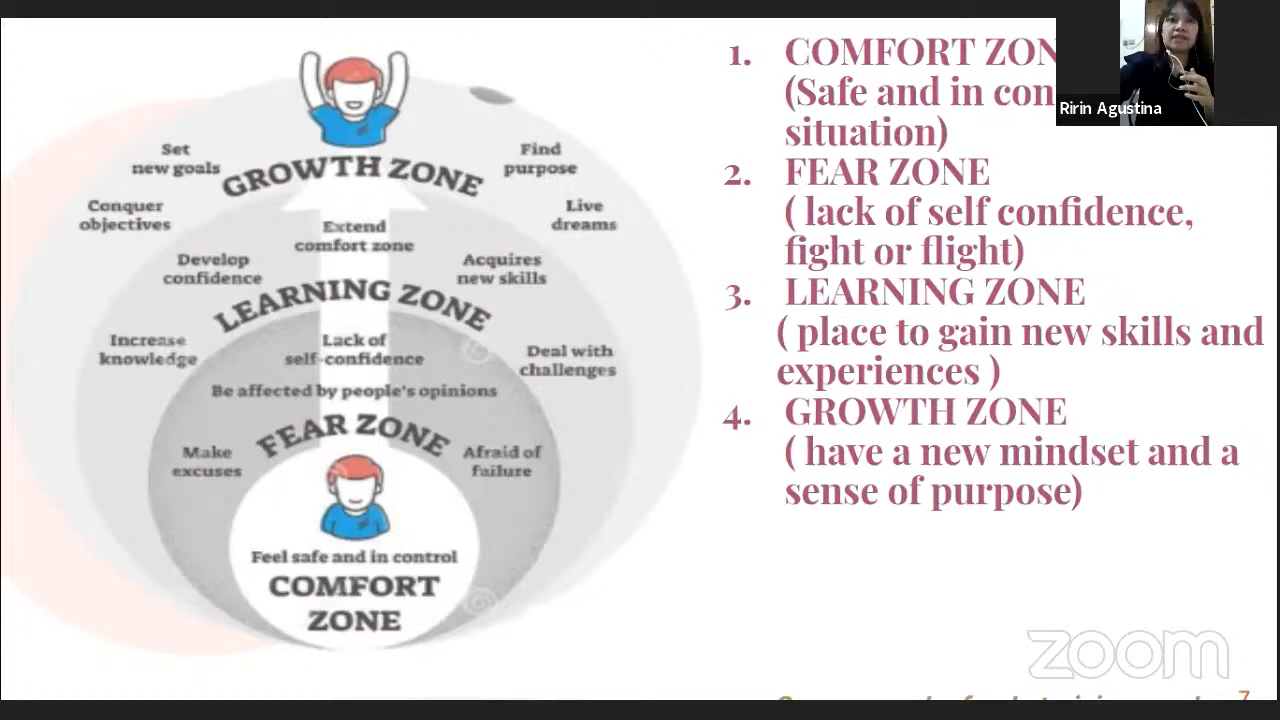 Set
new goals
Find
purpose
GROWTH ZONE
Conquer
objectives
Live
dreams
Extend
comfort zone
Develop
confidence
Acquires
new skills
LEARNING ZONE
Increase
knowledge
Lack of
self-confidence
Deal with
challenges
Be affected by people's opinions
FEAR ZONE
Make
excuses
Afraid of
failure
Feel safe and in control
COMFORT
ZONE
1. COMFORT
(Safe and in
situation)
2. FEAR ZONE
( lack of self confidence,
fight or flight)
3. LEARNING ZONE
( place to gain new skills and
experiences )
4. GROWTH ZONE
( have a new mindset and a
sense of purpose)
Ririn Agustina
zoom
7